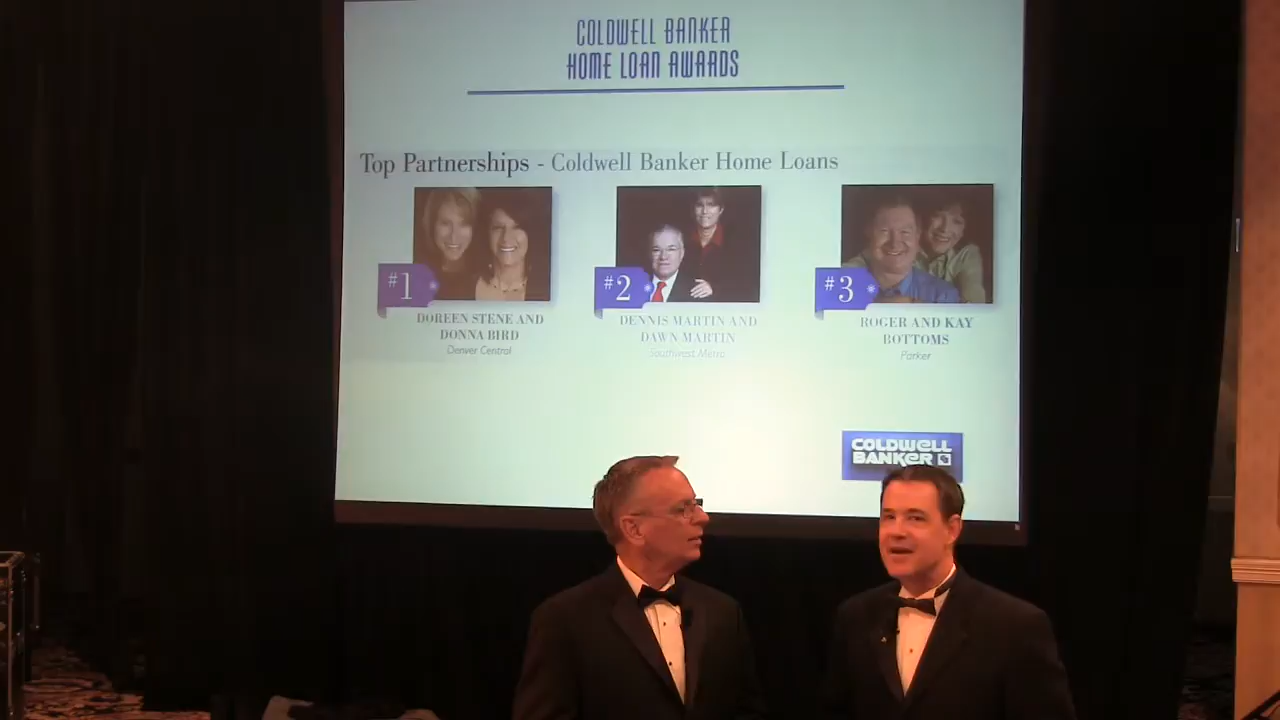 COLDWELL BANKER
HOME LOAN AWARDS
Top Partnerships - Coldwell Banker Home Loans
#1
#2
#3
DOREEN STENE AND
DONNA BIRD
Denver Central
DENNIS MARTIN AND
DAWN MARTIN
Southwest Metro
ROGER AND KAY
BOTTOMS
Parker
COLDWELL
BANKER